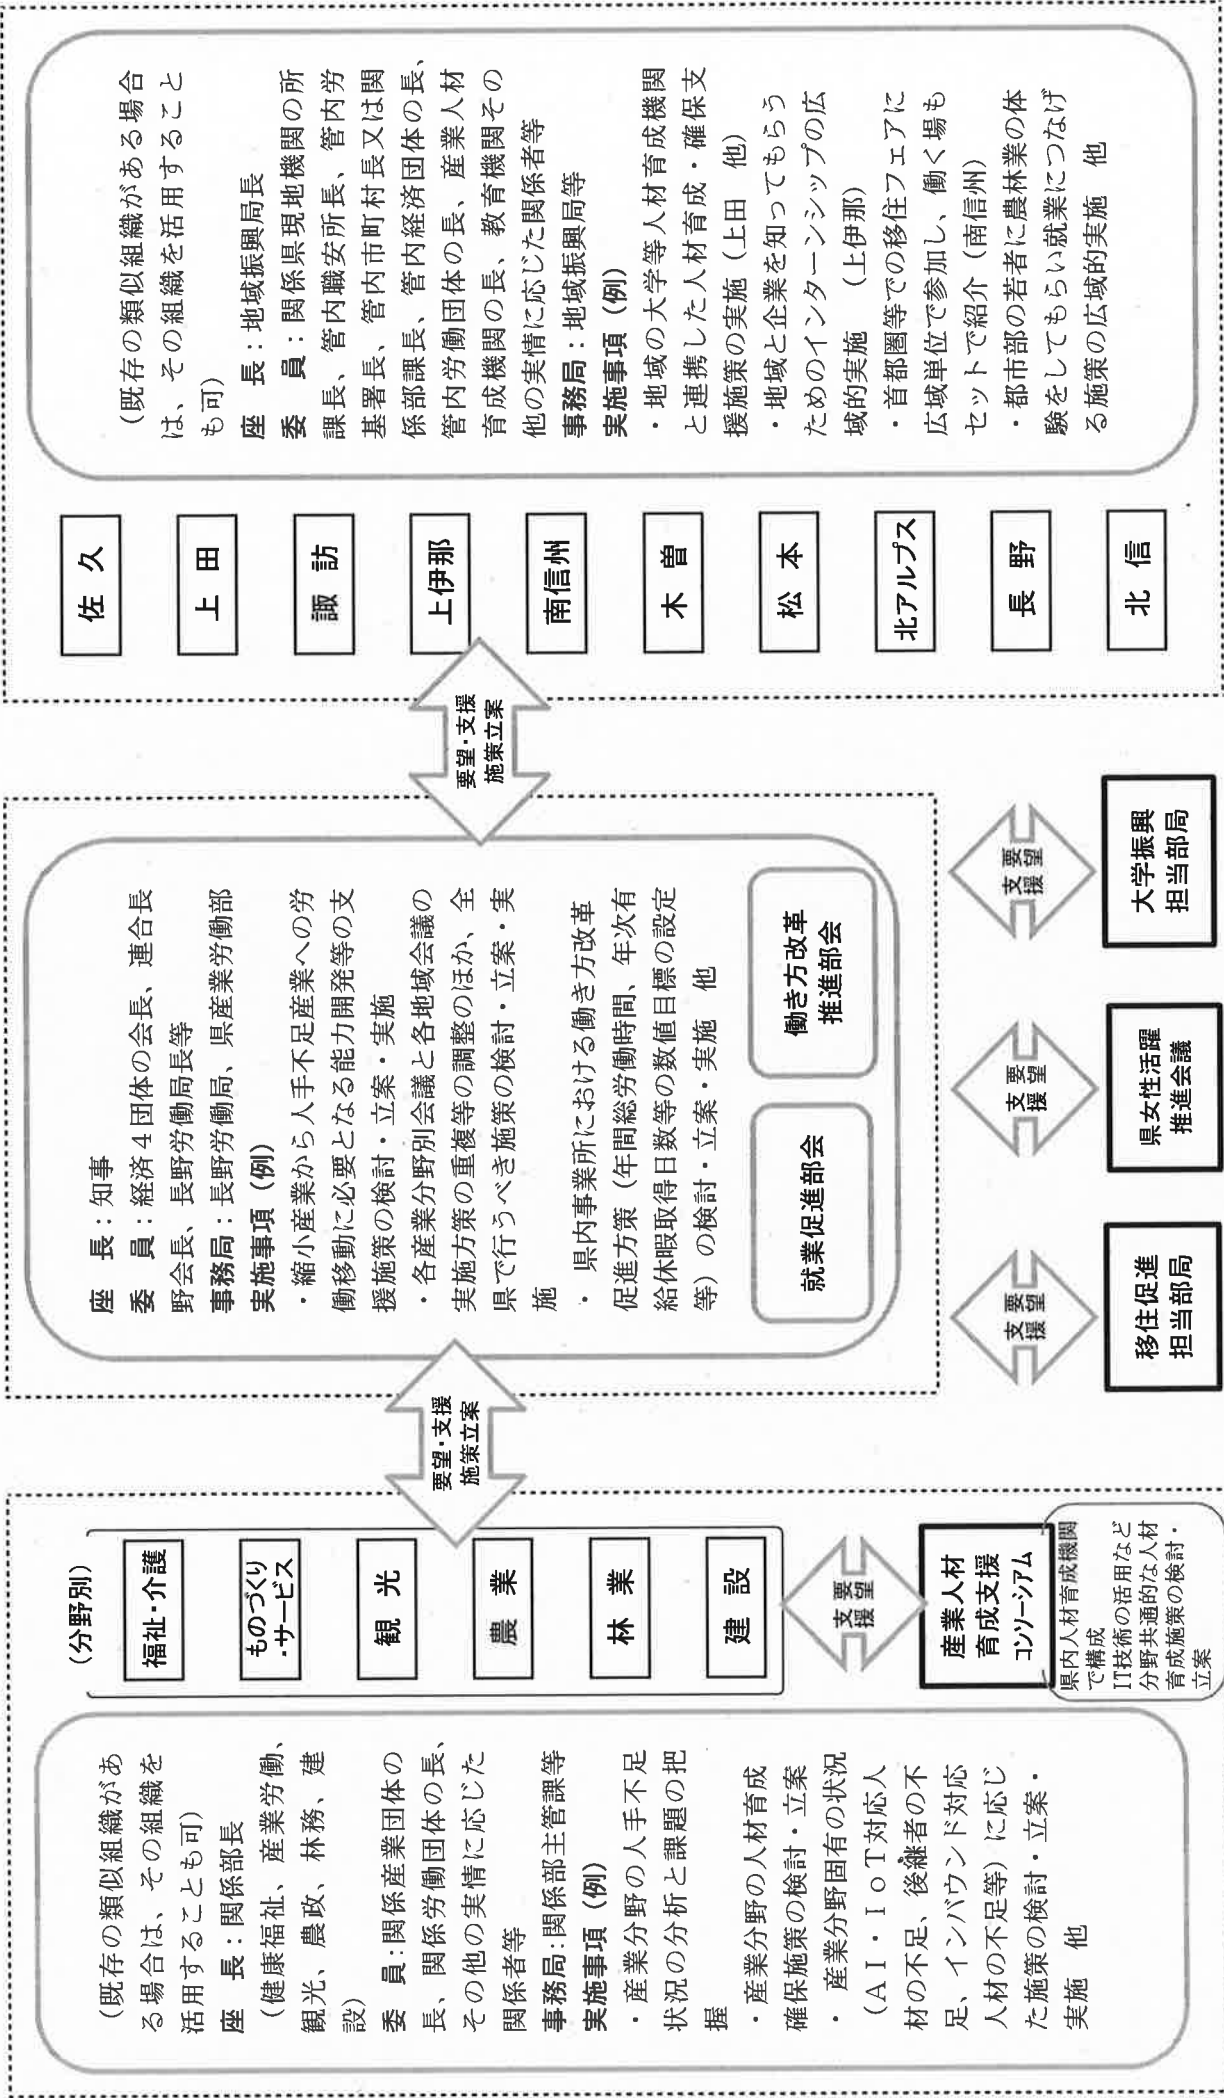 (既存の類似組織があ
る場合は、その組織を
活用することも可)
座　長：関係部長
(健康福祉、産業労働、
観光、農政、林務、建
設)
委　員：関係産業団体の
長、関係労働団体の長、
その他の実情に応じた
関係者等
事務局：関係部主管課等
実施事項（例）
・ 産業分野の人手不足
状況の分析と課題の把
握
・ 産業分野の人材育成
確保施策の検討・立案
・ 産業分野固有の状況
(ＡＩ・ＩｏＴ対応人
材の不足、後継者の不
足、インバウンド対応
人材の不足等）に応じ
た施策の検討・立案・
実施　他
(分野別)
福祉・介護
ものづくり
・サービス
観 光
農 業
林 業
建 設
支援
要望
産業人材
育成支援
コンソーシアム
県内人材育成機関
で構成
IT技術の活用など
分野共通的な人材
育成施策の検討・
立案
要望・支援
施策立案
座　長：知事
委　員：経済４団体の会長、連合長
野会長、長野労働局長等
事務局：長野労働局、県産業労働部
実施事項（例）
・縮小産業から人手不足産業への労
働移動に必要となる能力開発等の支
援施策の検討・立案・実施
・各産業分野別会議と各地域会議の
実施方策の重複等の調整のほか、全
県で行うべき施策の検討・立案・実
施
・ 県内事業所における働き方改革
促進方策（年間総労働時間、年次有
給休暇取得日数等の数値目標の設定
等）の検討・立案・実施　他
就業促進部会
働き方改革
推進部会
支援
要望
移住促進
担当部局
支援
要望
県女性活躍
推進会議
支援
要望
大学振興
担当部局
要望・支援
施策立案
佐 久
上 田
諏 訪
上伊那
南信州
木 曽
松 本
北アルプス
長 野
北 信
(既存の類似組織がある場合
は、その組織を活用すること
も可)
座　長：地域振興局長
委　員：関係県現地機関の所
課長、管内職安所長、管内労
基署長、管内市町村長又は関
係部課長、管内経済団体の長、
管内労働団体の長、産業人材
育成機関の長、教育機関その
他の実情に応じた関係者等
事務局：地域振興局等
実施事項（例）
・地域の大学等人材育成機関
と連携した人材育成・確保支
援施策の実施（上田　他）
・地域と企業を知ってもらう
ためのインターンシップの広
域的実施　（上伊那）
・首都圏等での移住フェアに
広域単位で参加し、働く場も
セットで紹介（南信州）
・都市部の若者に農林業の体
験をしてもらい就業につなげ
る施策の広域的実施　他